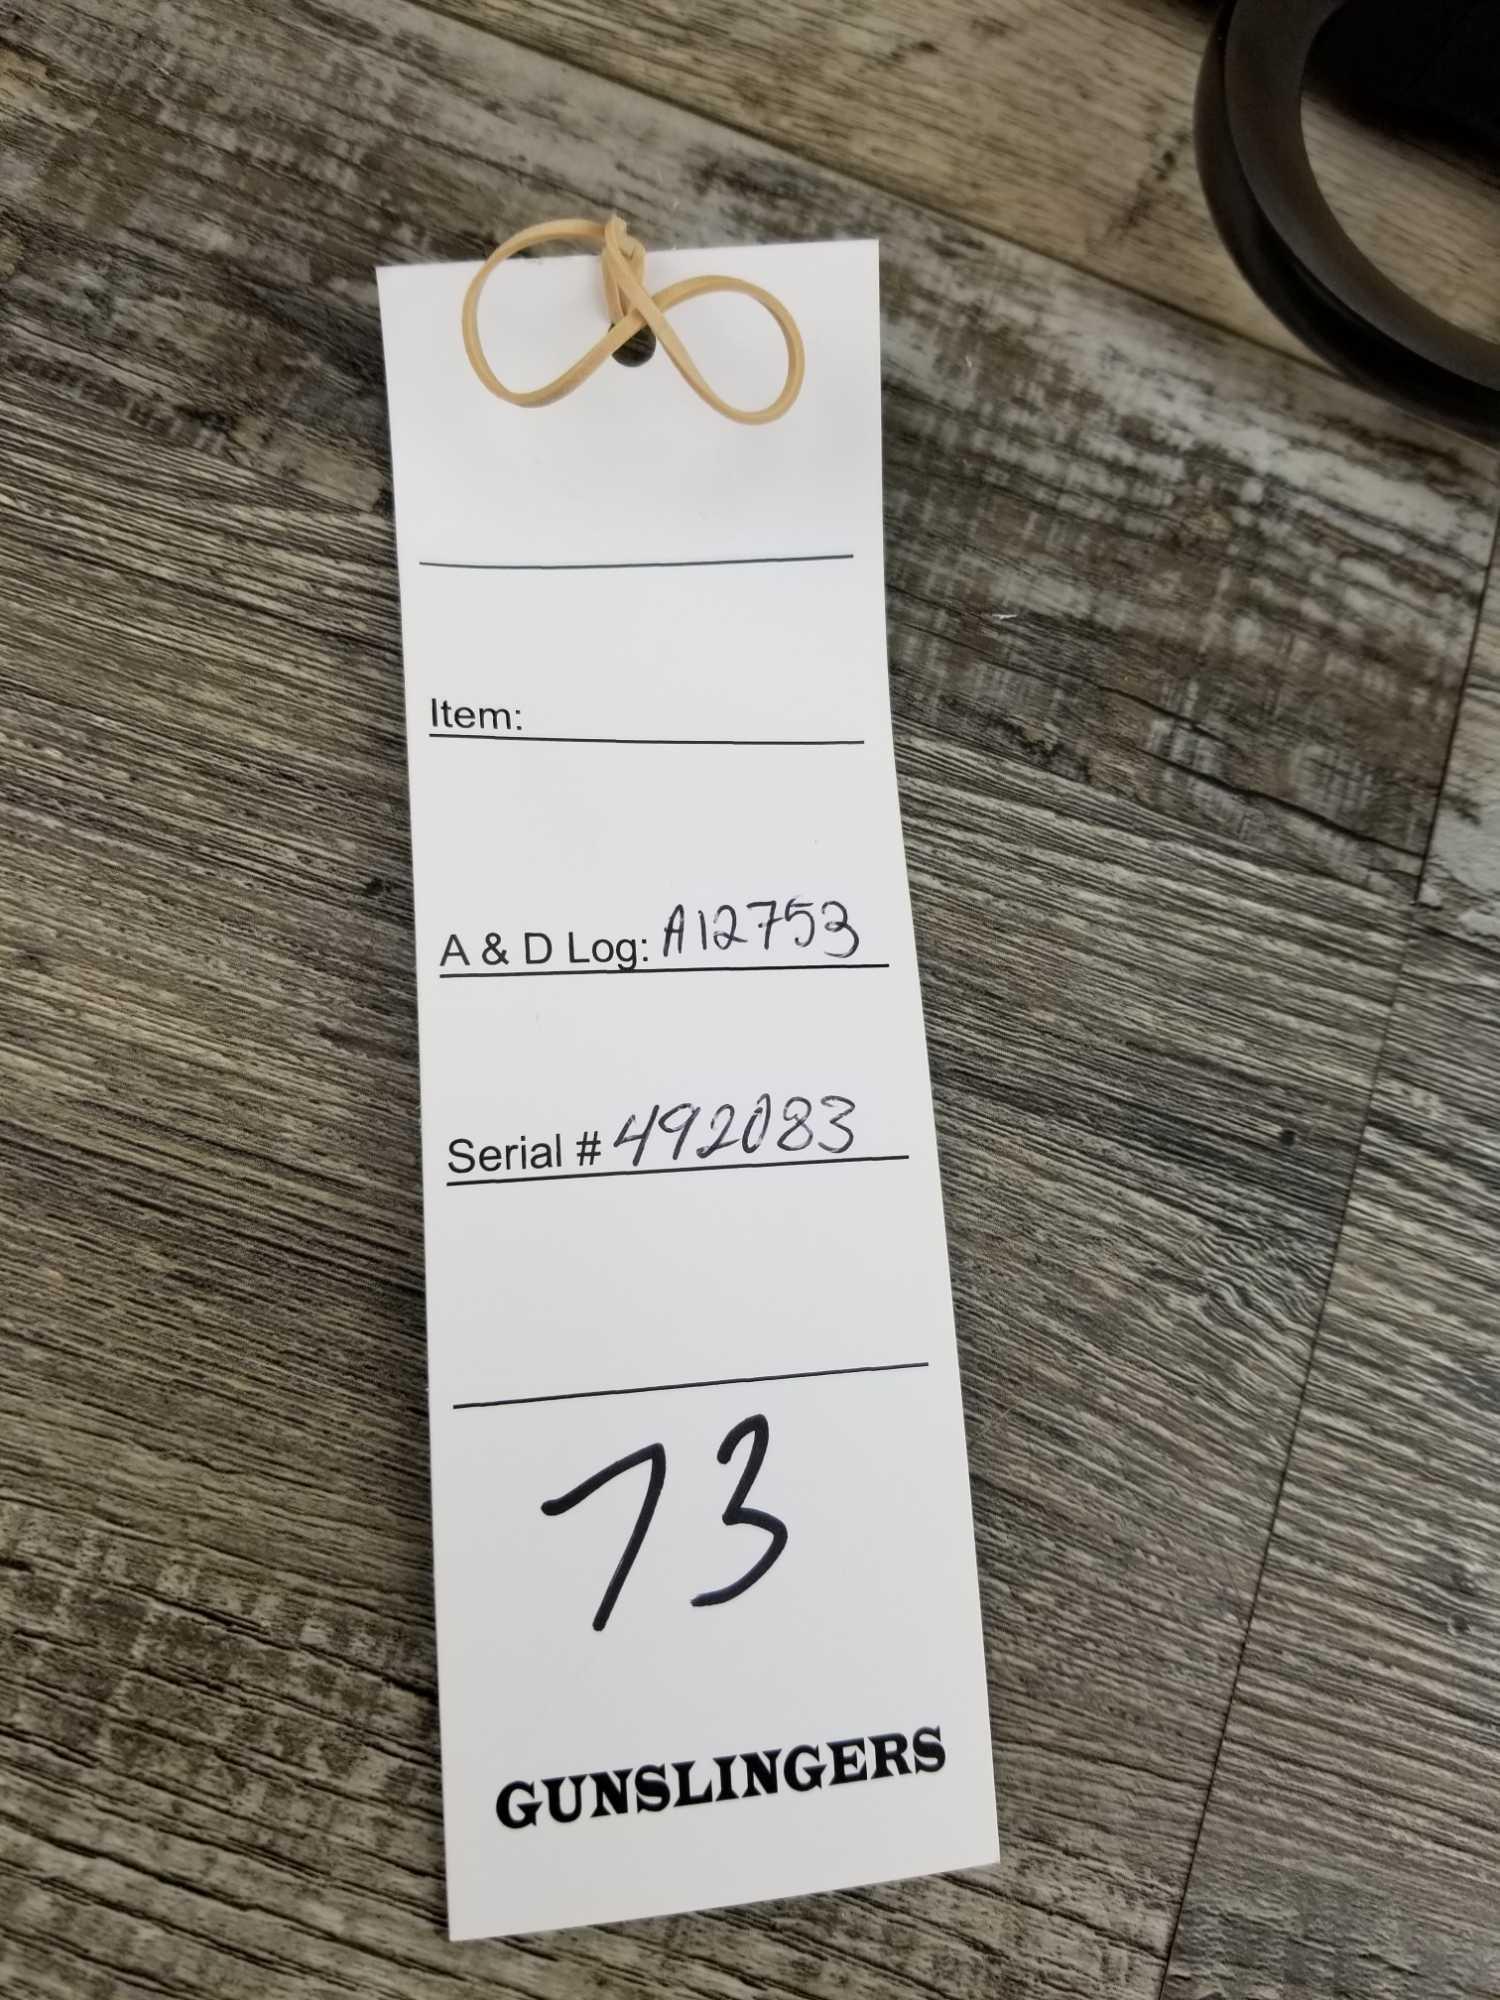 Item:
A & D Log: A12753
Serial # 492083
73
GUNSLINGERS